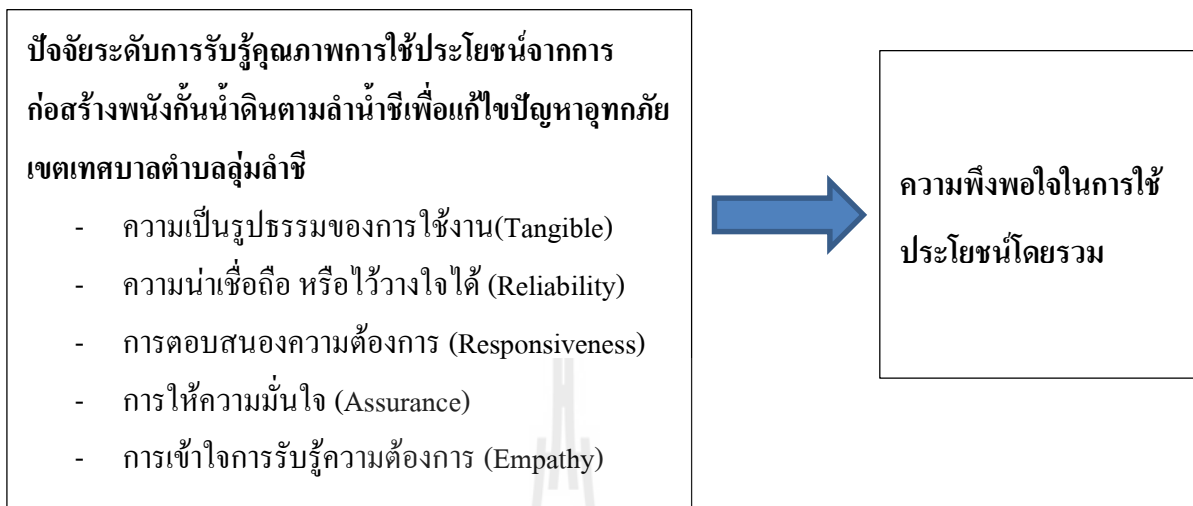 ปัจจัยระดับการรับรู้คุณภาพการใช้ประโยชน์จากการ
ก่อสร้างพนังกั้นน้ำดินตามลำน้ำชีเพื่อแก้ไขปัญหาอุทกภัย
เขตเทศบาลตำบลลุ่มลำชี
- ความเป็นรูปธรรมของการใช้งาน(Tangible)
- ความน่าเชื่อถือ หรือไว้วางใจได้ (Reliability)
- การตอบสนองความต้องการ (Responsiveness)
- การให้ความมั่นใจ (Assurance)
- การเข้าใจการรับรู้ความต้องการ (Empathy)
ความพึงพอใจในการใช้
ประโยชน์โดยรวม